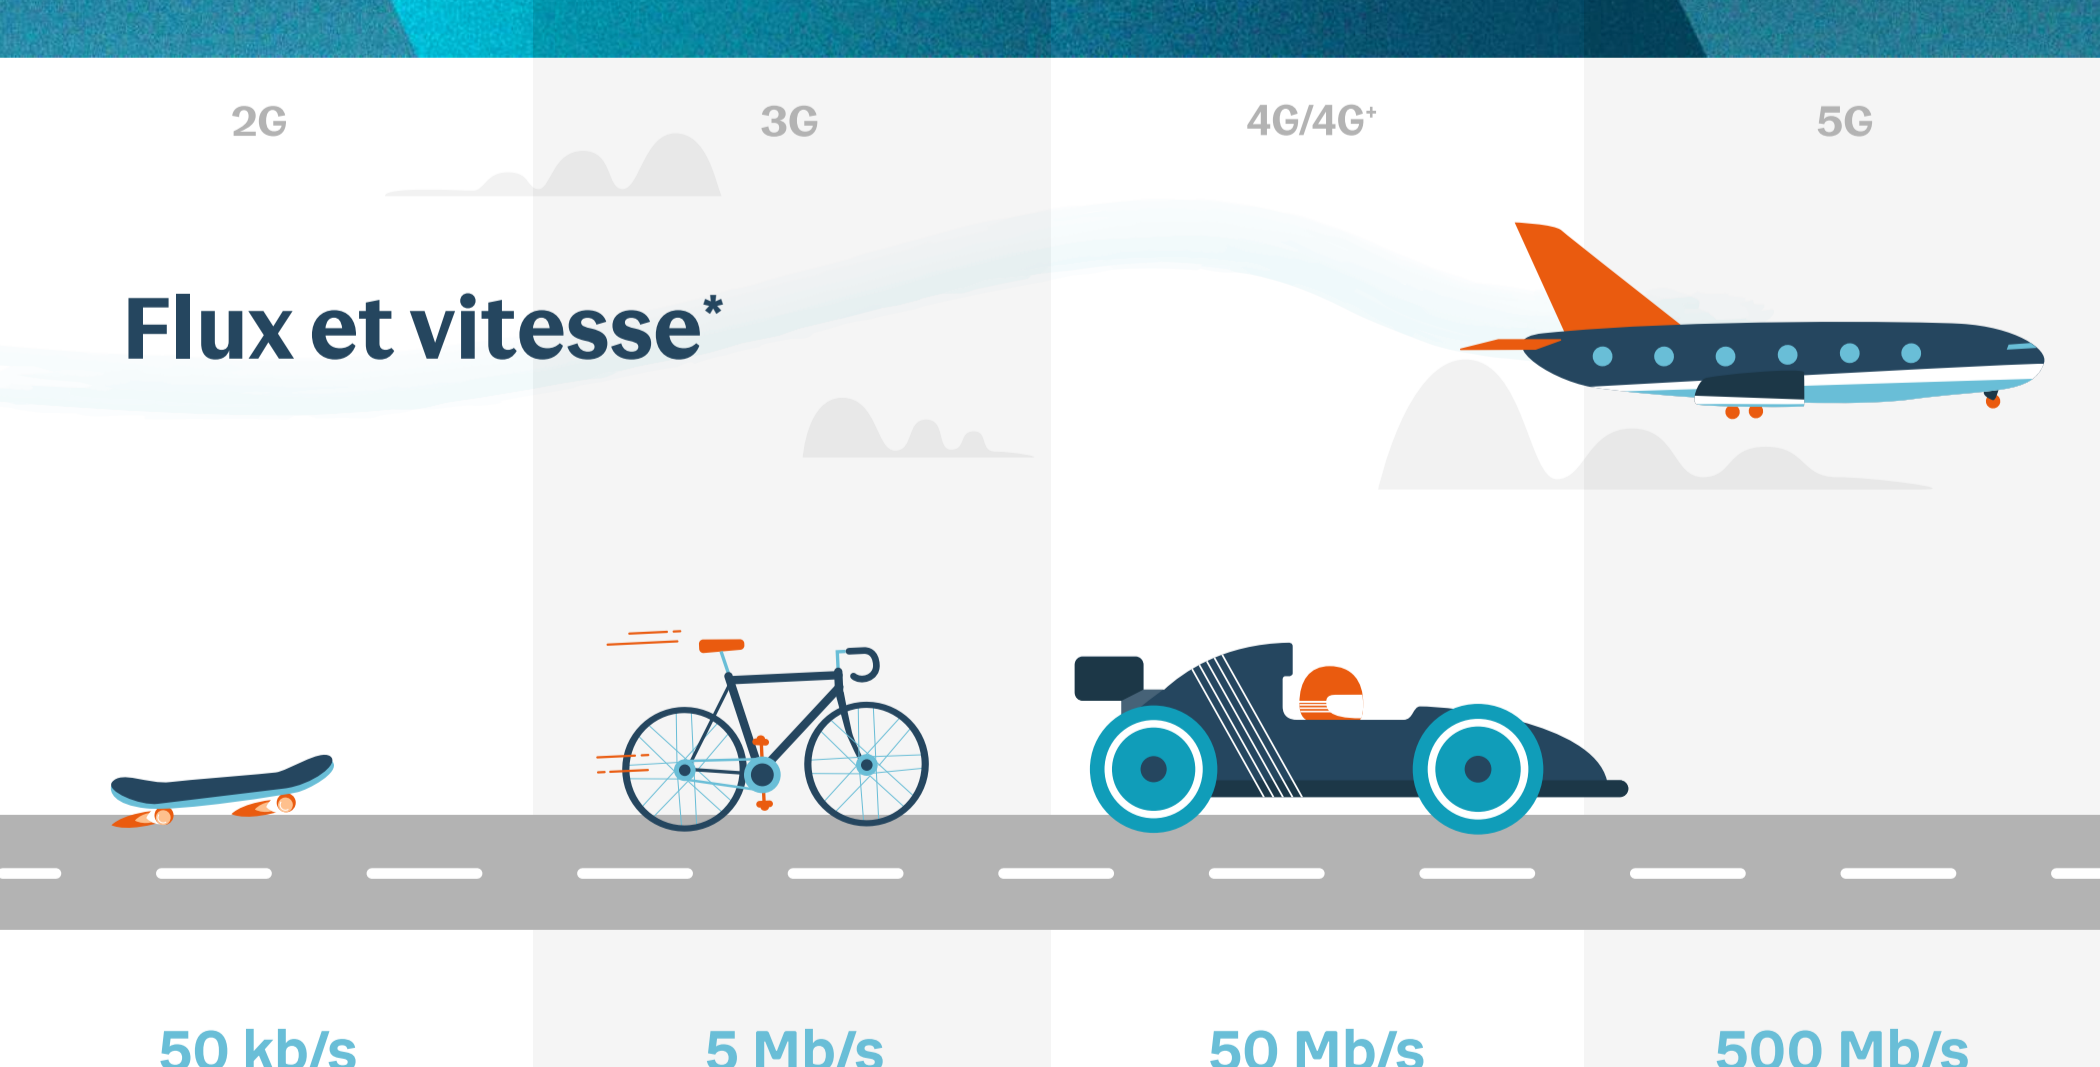 2G 3G 4G/4G⁺ 5G
Flux et vitesse*
50 kb/s 5 Mb/s 50 Mb/s 500 Mb/s